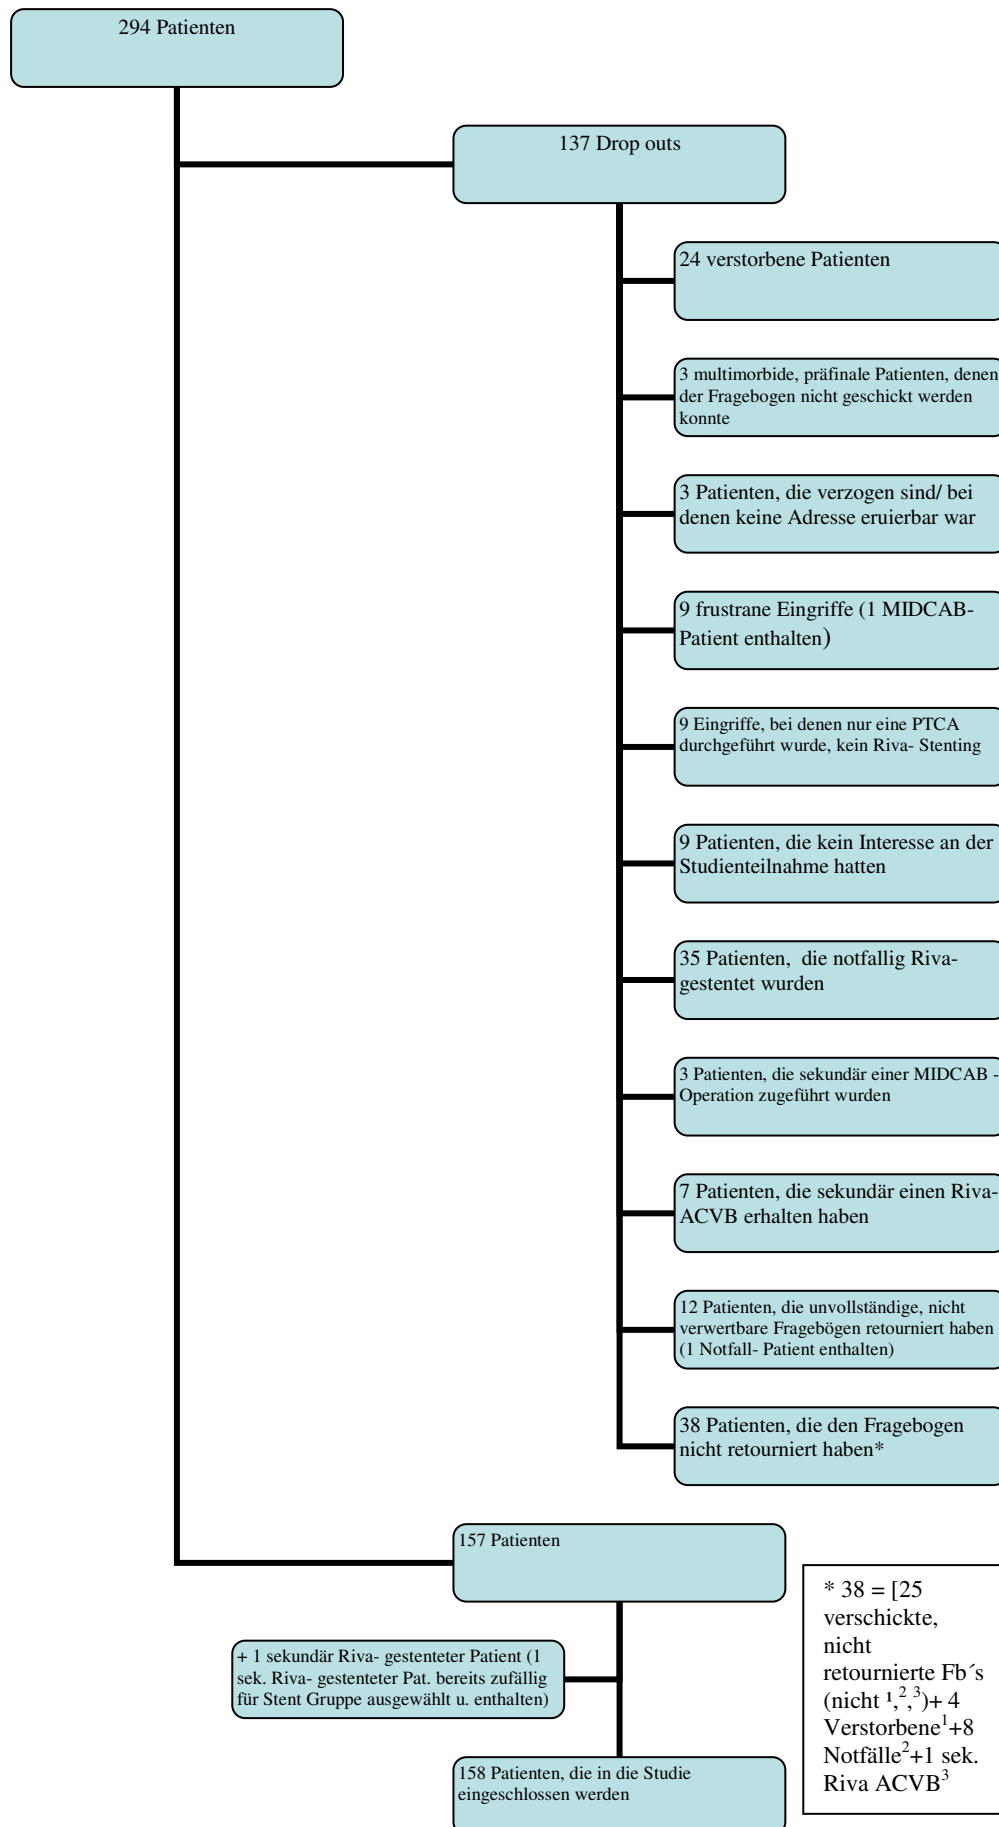 294 Patienten
137 Drop outs
24 verstorbene Patienten
3 multimorbide, präfinale Patienten, denen
der Fragebogen nicht geschickt werden
konnte
3 Patienten, die verzogen sind/ bei
denen keine Adresse eruierbar war
9 frustrane Eingriffe (1 MIDCAB-
Patient enthalten)
9 Eingriffe, bei denen nur eine PTCA
durchgeführt wurde, kein Riva- Stenting
9 Patienten, die kein Interesse an der
Studienteilnahme hatten
35 Patienten, die notfallig Riva-
gestentet wurden
3 Patienten, die sekundär einer MIDCAB -
Operation zugeführt wurden
7 Patienten, die sekundär einen Riva-
ACVB erhalten haben
12 Patienten, die unvollständige, nicht
verwertbare Fragebögen retourniert haben
(1 Notfall- Patient enthalten)
38 Patienten, die den Fragebogen
nicht retourniert haben*
157 Patienten
+ 1 sekundär Riva- gestenteter Patient (1
sek. Riva- gestenteter Pat. bereits zufällig
für Stent Gruppe ausgewählt u. enthalten)
158 Patienten, die in die Studie
eingeschlossen werden
* 38 = [25
verschickte,
nicht
retournierte Fb´s
(nicht ¹,²,³)+ 4
Verstorbene¹+8
Notfälle²+1 sek.
Riva ACVB³